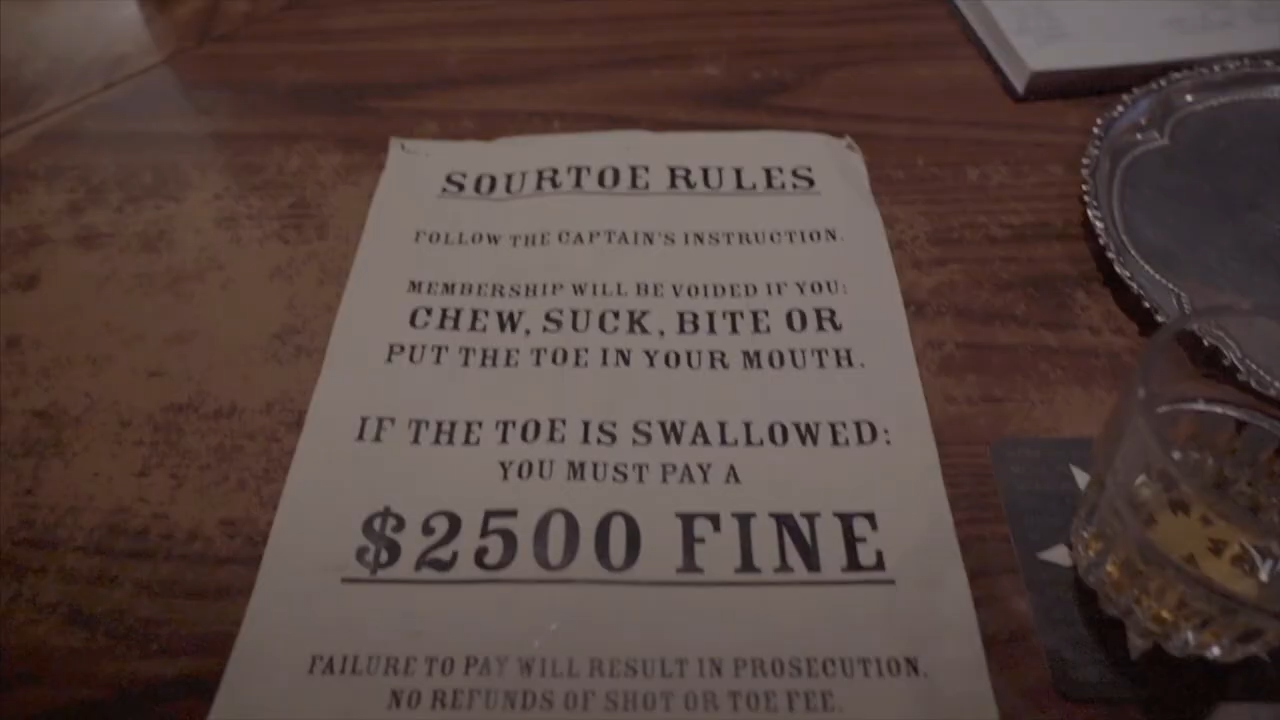 SOURTOE RULES
FOLLOW THE CAPTAIN'S INSTRUCTION.
MEMBERSHIP WILL BE VOIDED IF YOU:
CHEW, SUCK, BITE OR
PUT THE TOE IN YOUR MOUTH.
IF THE TOE IS SWALLOWED:
YOU MUST PAY A
$2500 FINE
FAILURE TO PAY WILL RESULT IN PROSECUTION.
NO REFUNDS OF SHOT OR TOE FEE.